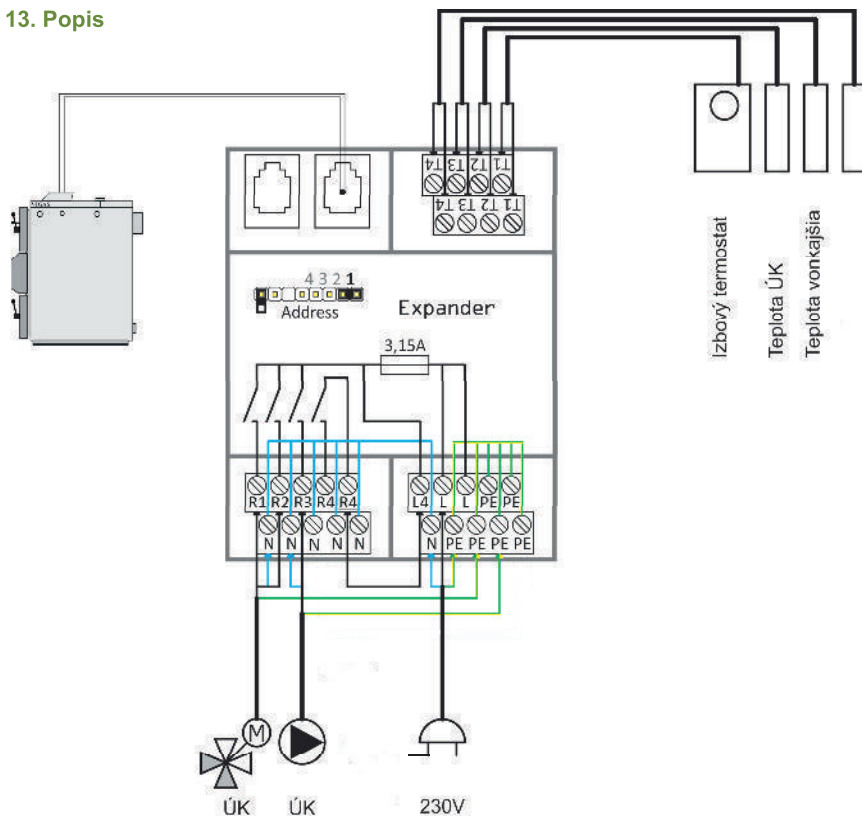 13. Popis
T4 T3 T2 T1
T4 T3 T2 T1
Izbový termostat
Teplota ÚK
Teplota vonkajšia
4 3 2 1
Address
Expander
3,15A
R1 R2 R3 R4 R4
L4 L L PE PE
N N N N N
N PE PE PE PE
M
ÚK
ÚK
230V